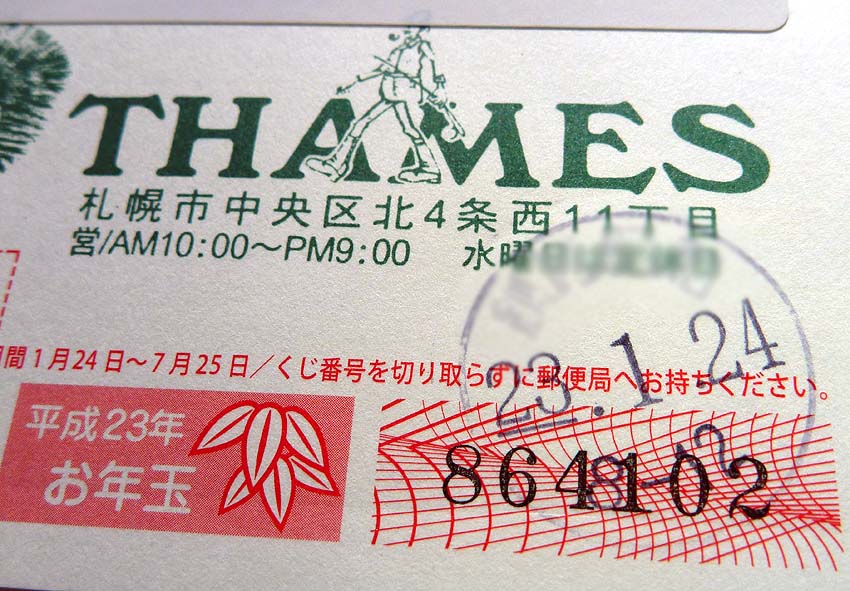 THAMES
札幌市中央区北4条西11丁目
営/AM10:00〜PM9:00 水曜
間1月24日〜7月25日／くじ番号を切り取らずに郵便局へお持ちください。
23.1.24
平成23年
お年玉
864102